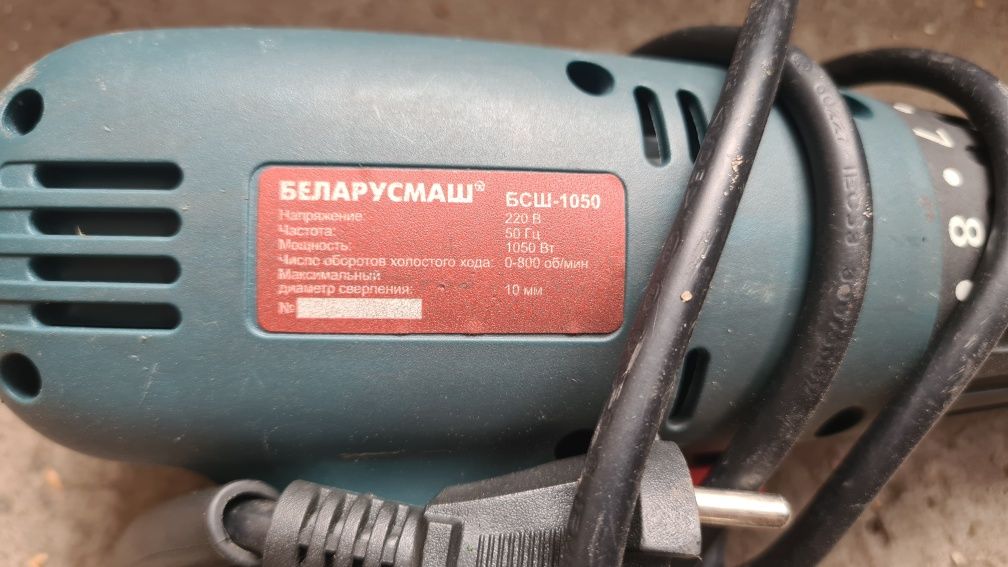 БЕЛАРУСМАШ® БСШ-1050
Напряжение: 220 В
Частота: 50 Гц
Мощность: 1050 Вт
Число оборотов холостого хода: 0-800 об/мин
Максимальный
диаметр сверления: 10 мм
№
7 • 8 •